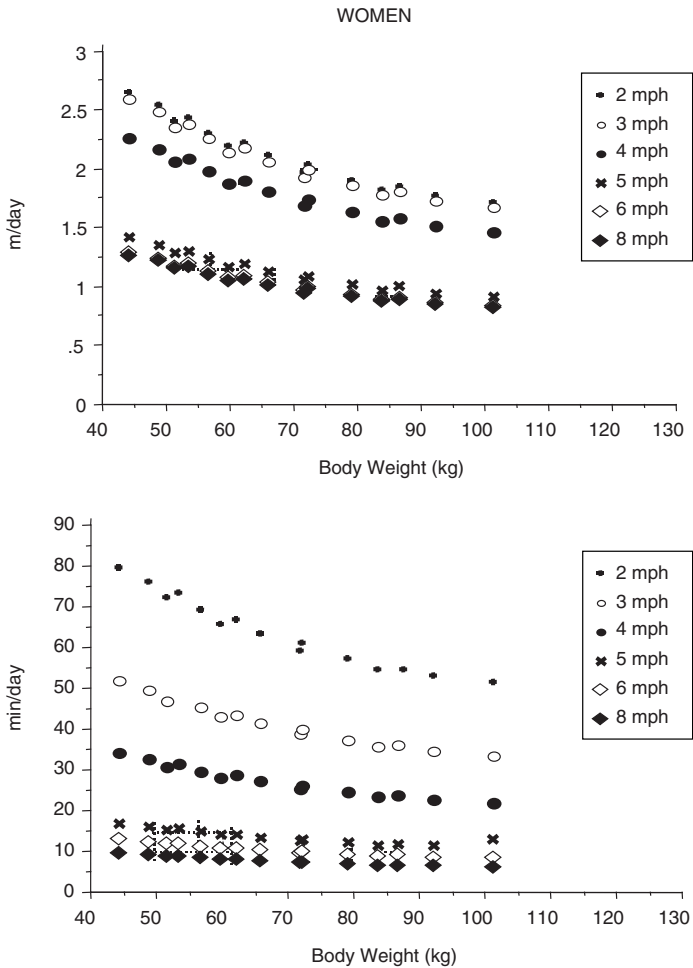 WOMEN
3
2.5
2
1.5
1
.5
0
m/day
40 50 60 70 80 90 100 110 120 130
Body Weight (kg)
2 mph
3 mph
4 mph
5 mph
6 mph
8 mph
90
80
70
60
50
40
30
20
10
0
min/day
40 50 60 70 80 90 100 110 120 130
Body Weight (kg)
2 mph
3 mph
4 mph
5 mph
6 mph
8 mph